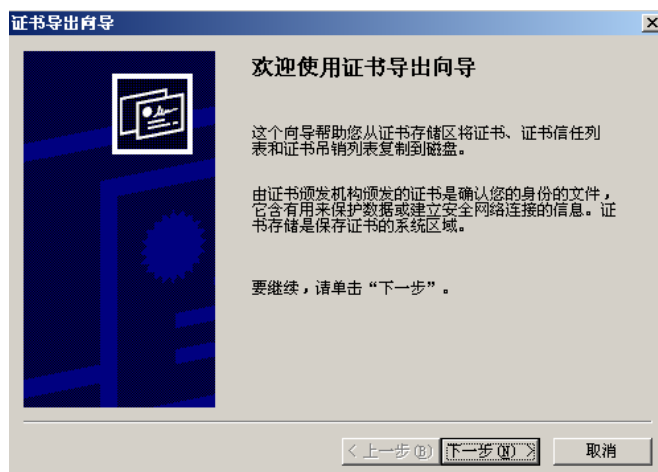 证书导出向导
欢迎使用证书导出向导
这个向导帮助您从证书存储区将证书、证书信任列
表和证书吊销列表复制到磁盘。
由证书颁发机构颁发的证书是确认您的身份的文件，
它含有用来保护数据或建立安全网络连接的信息。证
书存储是保存证书的系统区域。
要继续，请单击“下一步”。
< 上一步(B) 下一步(N) > 取消